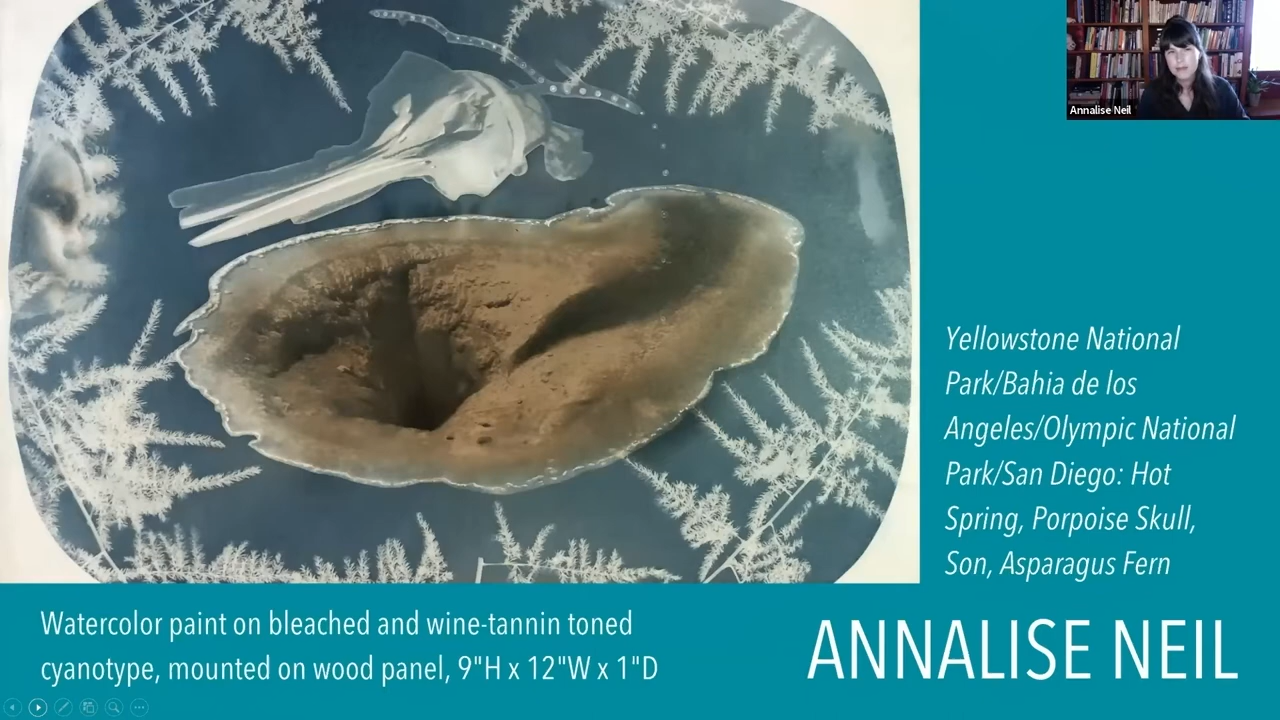 Annalise Neil
Yellowstone National
Park/Bahia de los
Angeles/Olympic National
Park/San Diego: Hot
Spring, Porpoise Skull,
Son, Asparagus Fern
Watercolor paint on bleached and wine-tannin toned
cyanotype, mounted on wood panel, 9"H x 12"W x 1"D
ANNALISE NEIL